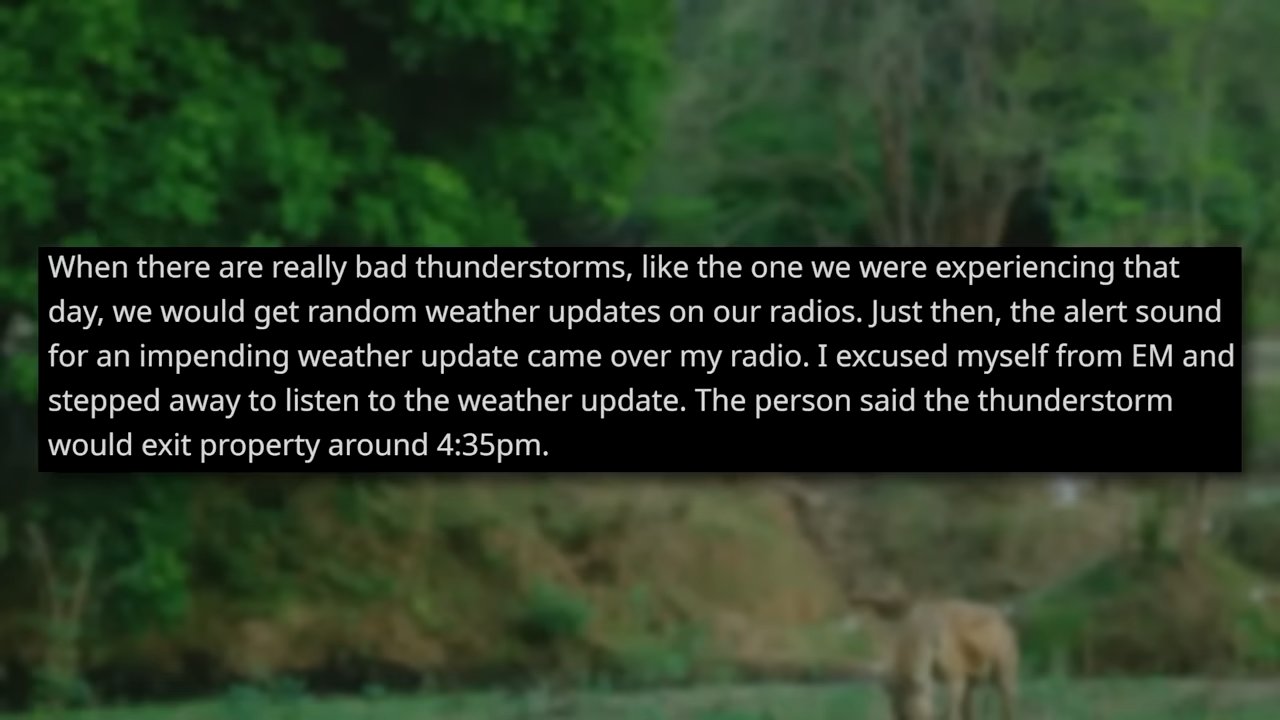 When there are really bad thunderstorms, like the one we were experiencing that
day, we would get random weather updates on our radios. Just then, the alert sound
for an impending weather update came over my radio. I excused myself from EM and
stepped away to listen to the weather update. The person said the thunderstorm
would exit property around 4:35pm.